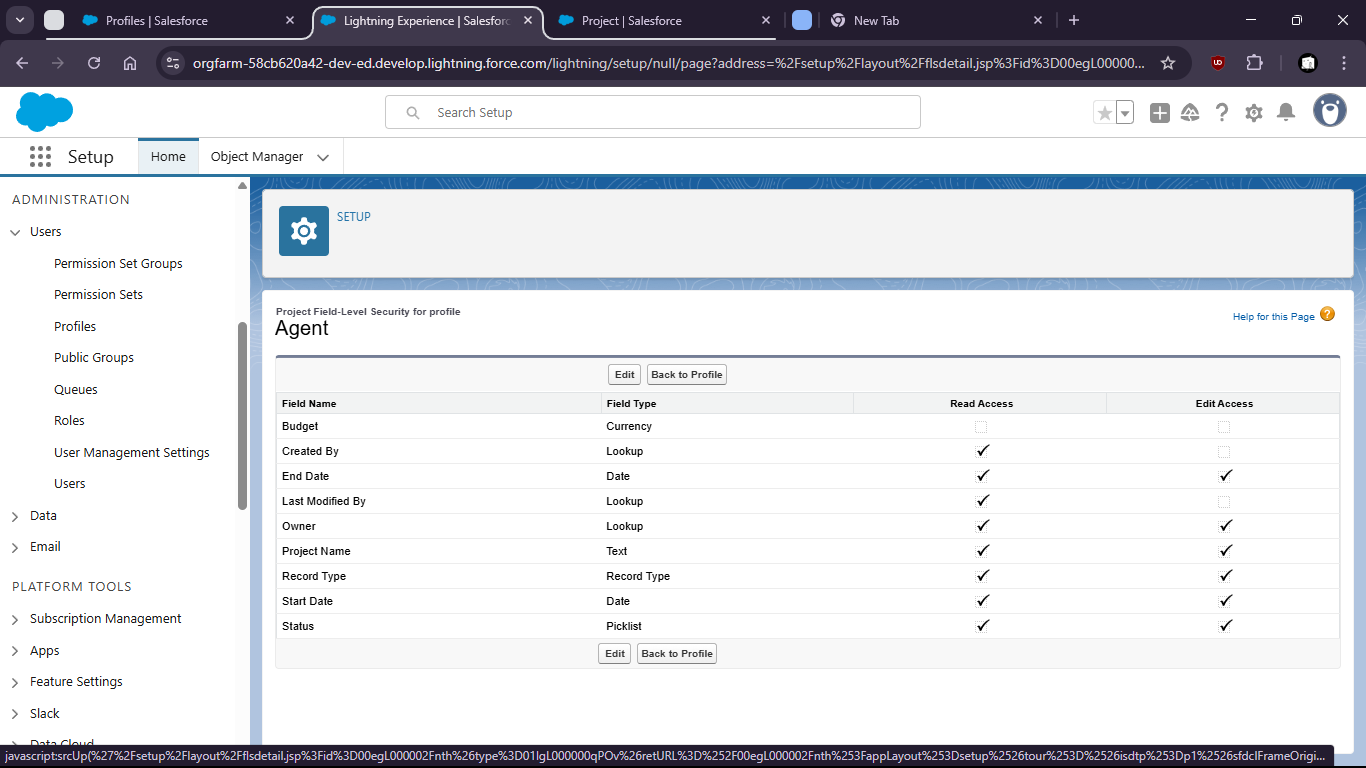 Profiles | Salesforce
Lightning Experience | Salesforc
Project | Salesforce
New Tab
orgfarm-58cb620a42-dev-ed.develop.lightning.force.com/lightning/setup/null/page?address=%2Fsetup%2Flayout%2Fflsdetail.jsp%3Fid%3D00egL00000...
UD
Search Setup
Setup
Home
Object Manager
ADMINISTRATION
Users
Permission Set Groups
Permission Sets
Profiles
Public Groups
Queues
Roles
User Management Settings
Users
Data
Email
PLATFORM TOOLS
Subscription Management
Apps
Feature Settings
Slack
Data Cloud
SETUP
Project Field-Level Security for profile
Agent
Help for this Page ?
Edit Back to Profile
Field Name Field Type Read Access Edit Access
Budget Currency
Created By Lookup
End Date Date
Last Modified By Lookup
Owner Lookup
Project Name Text
Record Type Record Type
Start Date Date
Status Picklist
Edit Back to Profile
javascript:srcUp(%27%2Fsetup%2Flayout%2Fflsdetail.jsp%3Fid%3D00egL000002Fnth%26type%3D01IgL000000qPOv%26retURL%3D%252F00egL000002Fnth%253FappLayout%253Dsetup%2526tour%253D%2526isdtp%253Dp1%2526sfdcIFrameOrigi...